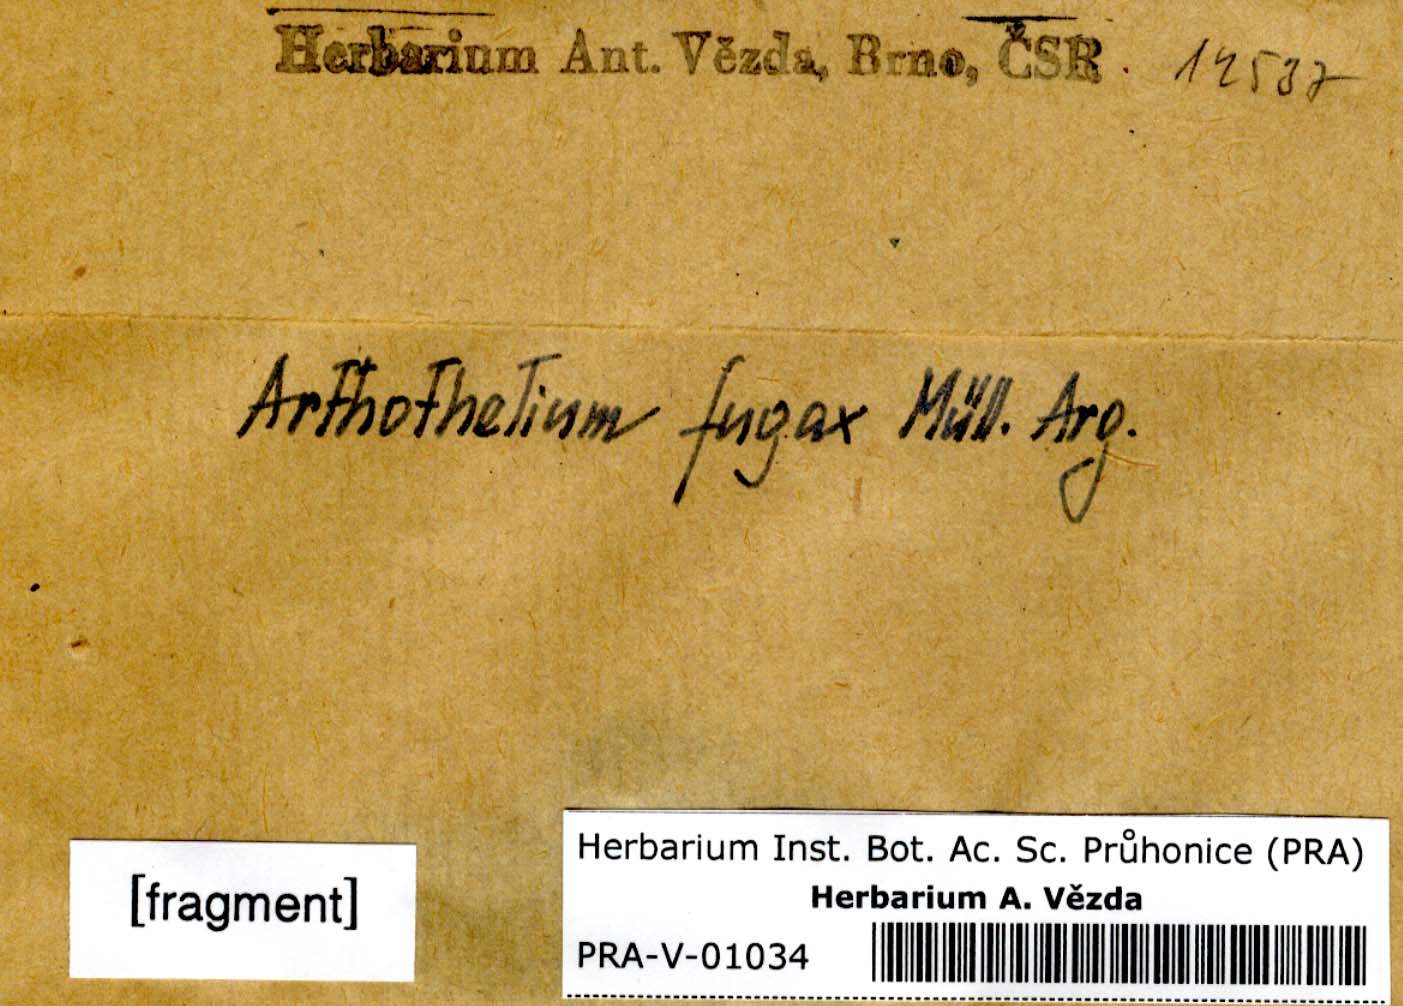 Herbarium Ant. Vězda, Brno, ČSR. 14537
Arthothelium fugax Müll. Arg.
[fragment]
Herbarium Inst. Bot. Ac. Sc. Průhonice (PRA)
Herbarium A. Vězda
PRA-V-01034